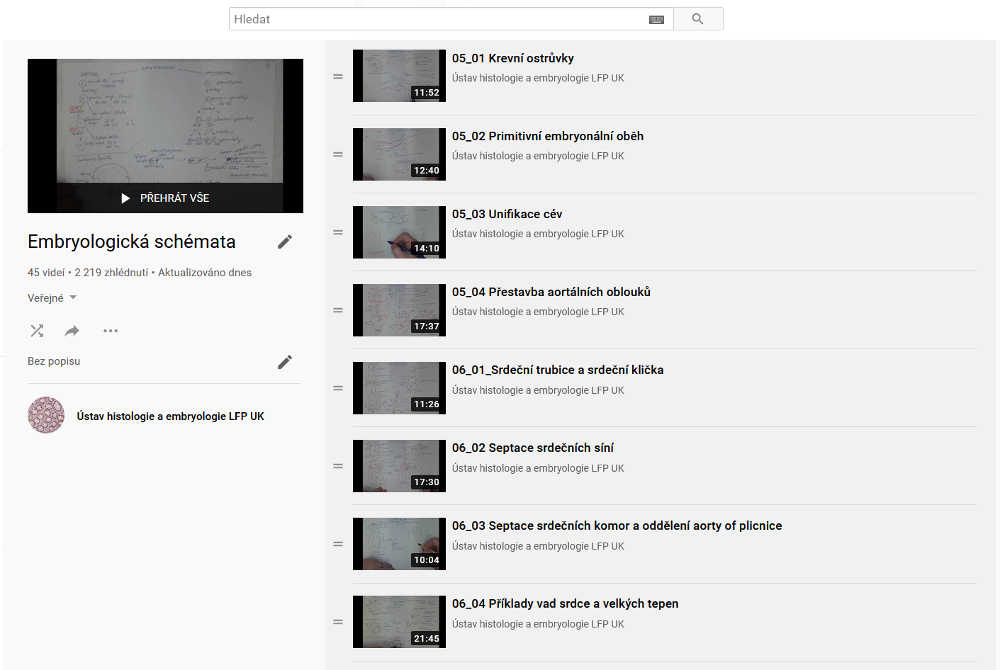 Hledat
PŘEHRÁT VŠE
Embryologická schémata
45 videí • 2 219 zhlédnutí • Aktualizováno dnes
Veřejné
Bez popisu
Ústav histologie a embryologie LFP UK
05_01 Krevní ostrůvky
Ústav histologie a embryologie LFP UK
11:52
05_02 Primitivní embryonální oběh
Ústav histologie a embryologie LFP UK
12:40
05_03 Unifikace cév
Ústav histologie a embryologie LFP UK
14:10
05_04 Přestavba aortálních oblouků
Ústav histologie a embryologie LFP UK
17:37
06_01_Srdeční trubice a srdeční klička
Ústav histologie a embryologie LFP UK
11:26
06_02 Septace srdečních síní
Ústav histologie a embryologie LFP UK
17:30
06_03 Septace srdečních komor a oddělení aorty of plicnice
Ústav histologie a embryologie LFP UK
10:04
06_04 Příklady vad srdce a velkých tepen
Ústav histologie a embryologie LFP UK
21:45